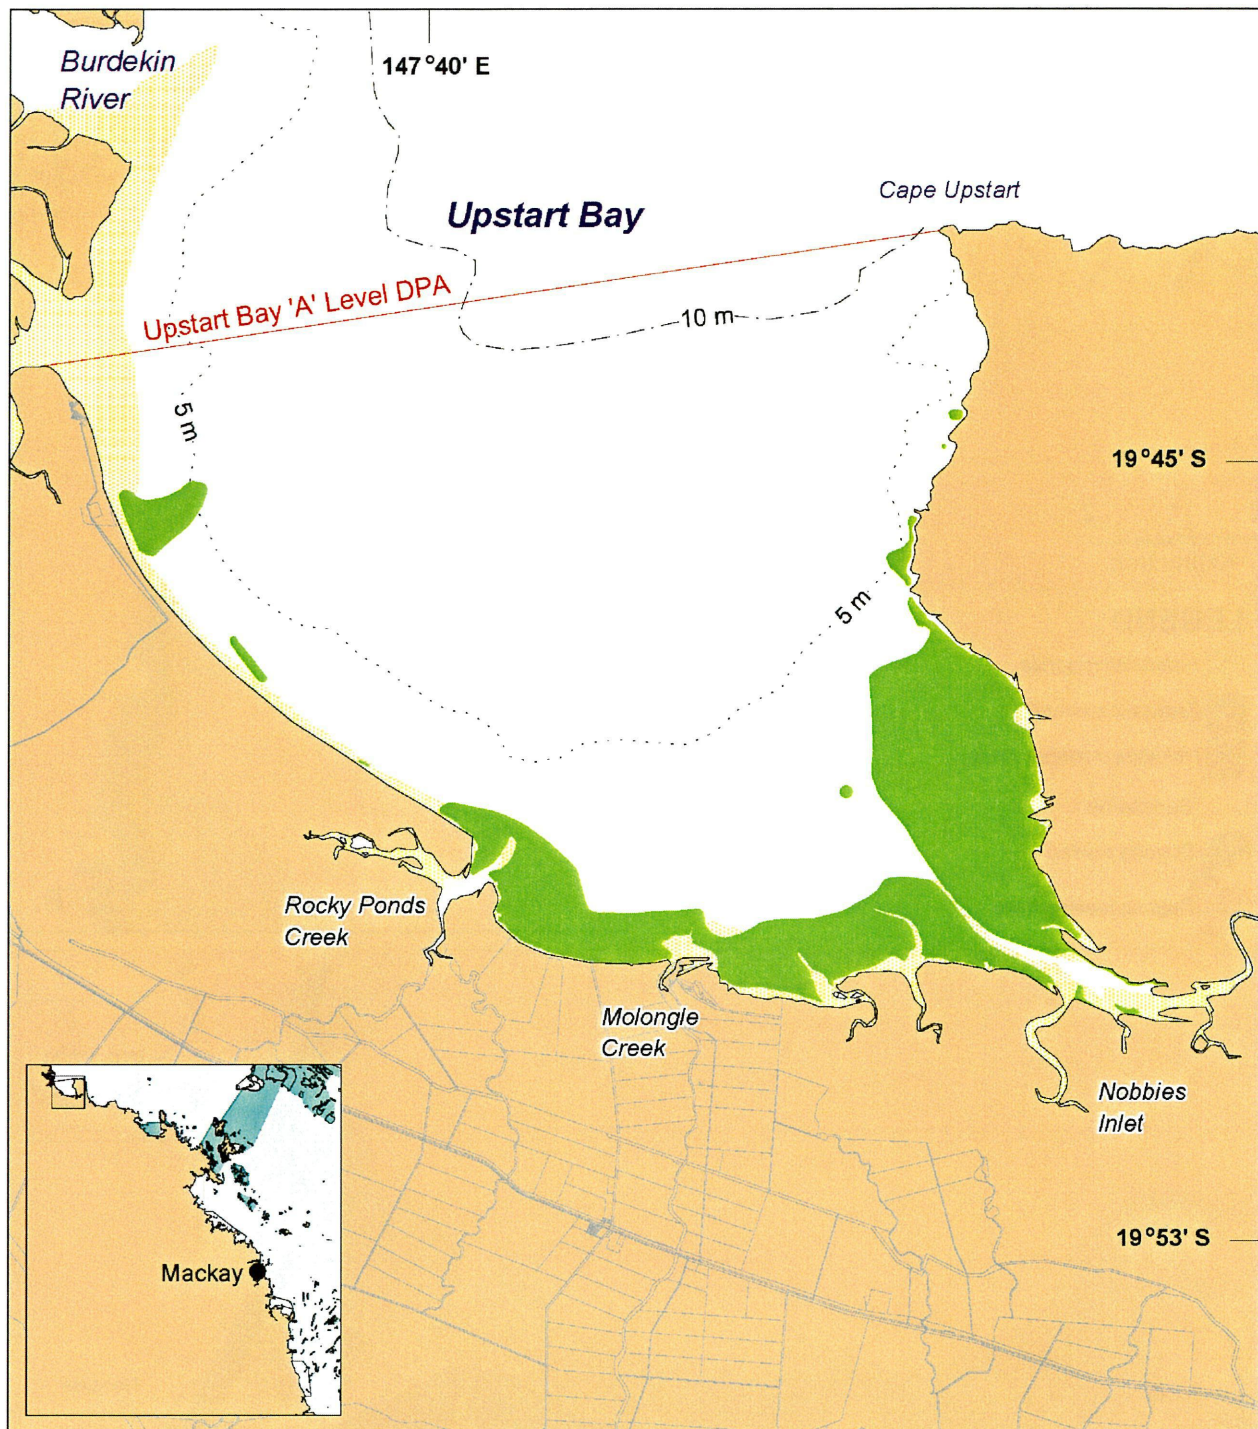 Burdekin
River
147°40' E
Cape Upstart
Upstart Bay
Upstart Bay 'A' Level DPA
10 m
5 m
19°45' S
5 m
Rocky Ponds
Creek
Molongle
Creek
Nobbies
Inlet
19°53' S
Mackay